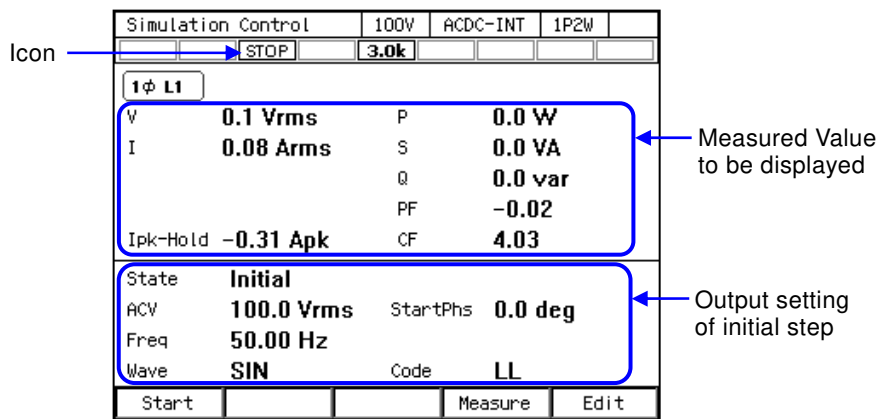 Simulation Control 100V ACDC-INT 1P2W
Icon STOP 3.0k
1ϕ L1
V 0.1 Vrms P 0.0 W
I 0.08 Arms S 0.0 VA
Q 0.0 var
PF -0.02
Ipk-Hold -0.31 Apk CF 4.03
Measured Value
to be displayed
State Initial
ACV 100.0 Vrms StartPhs 0.0 deg
Freq 50.00 Hz
Wave SIN Code LL
Output setting
of initial step
Start Measure Edit